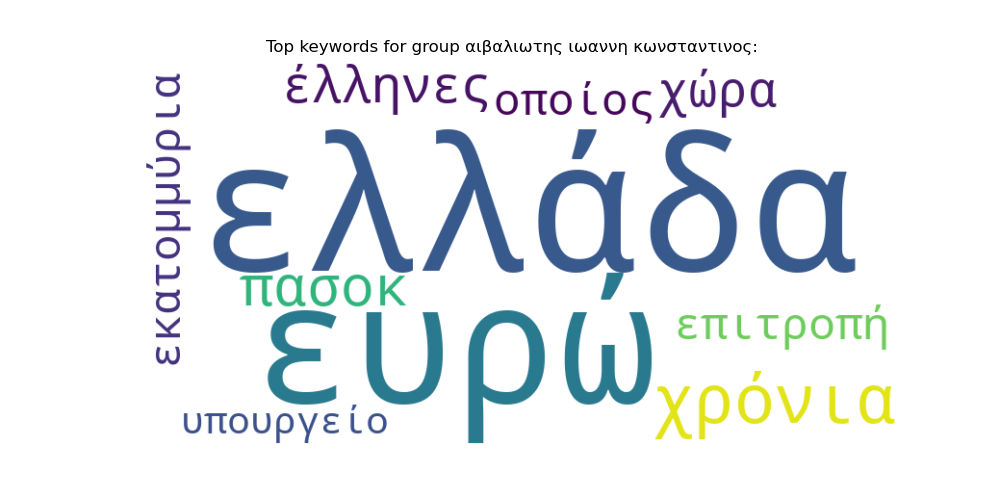 Top keywords for group αιβαλιωτης ιωαννη κωνσταντινος:
έλληνες
οποίος
χώρα
εκατομμύρια
ελλάδα
πασοκ
ευρώ
επιτροπή
χρόνια
υπουργείο